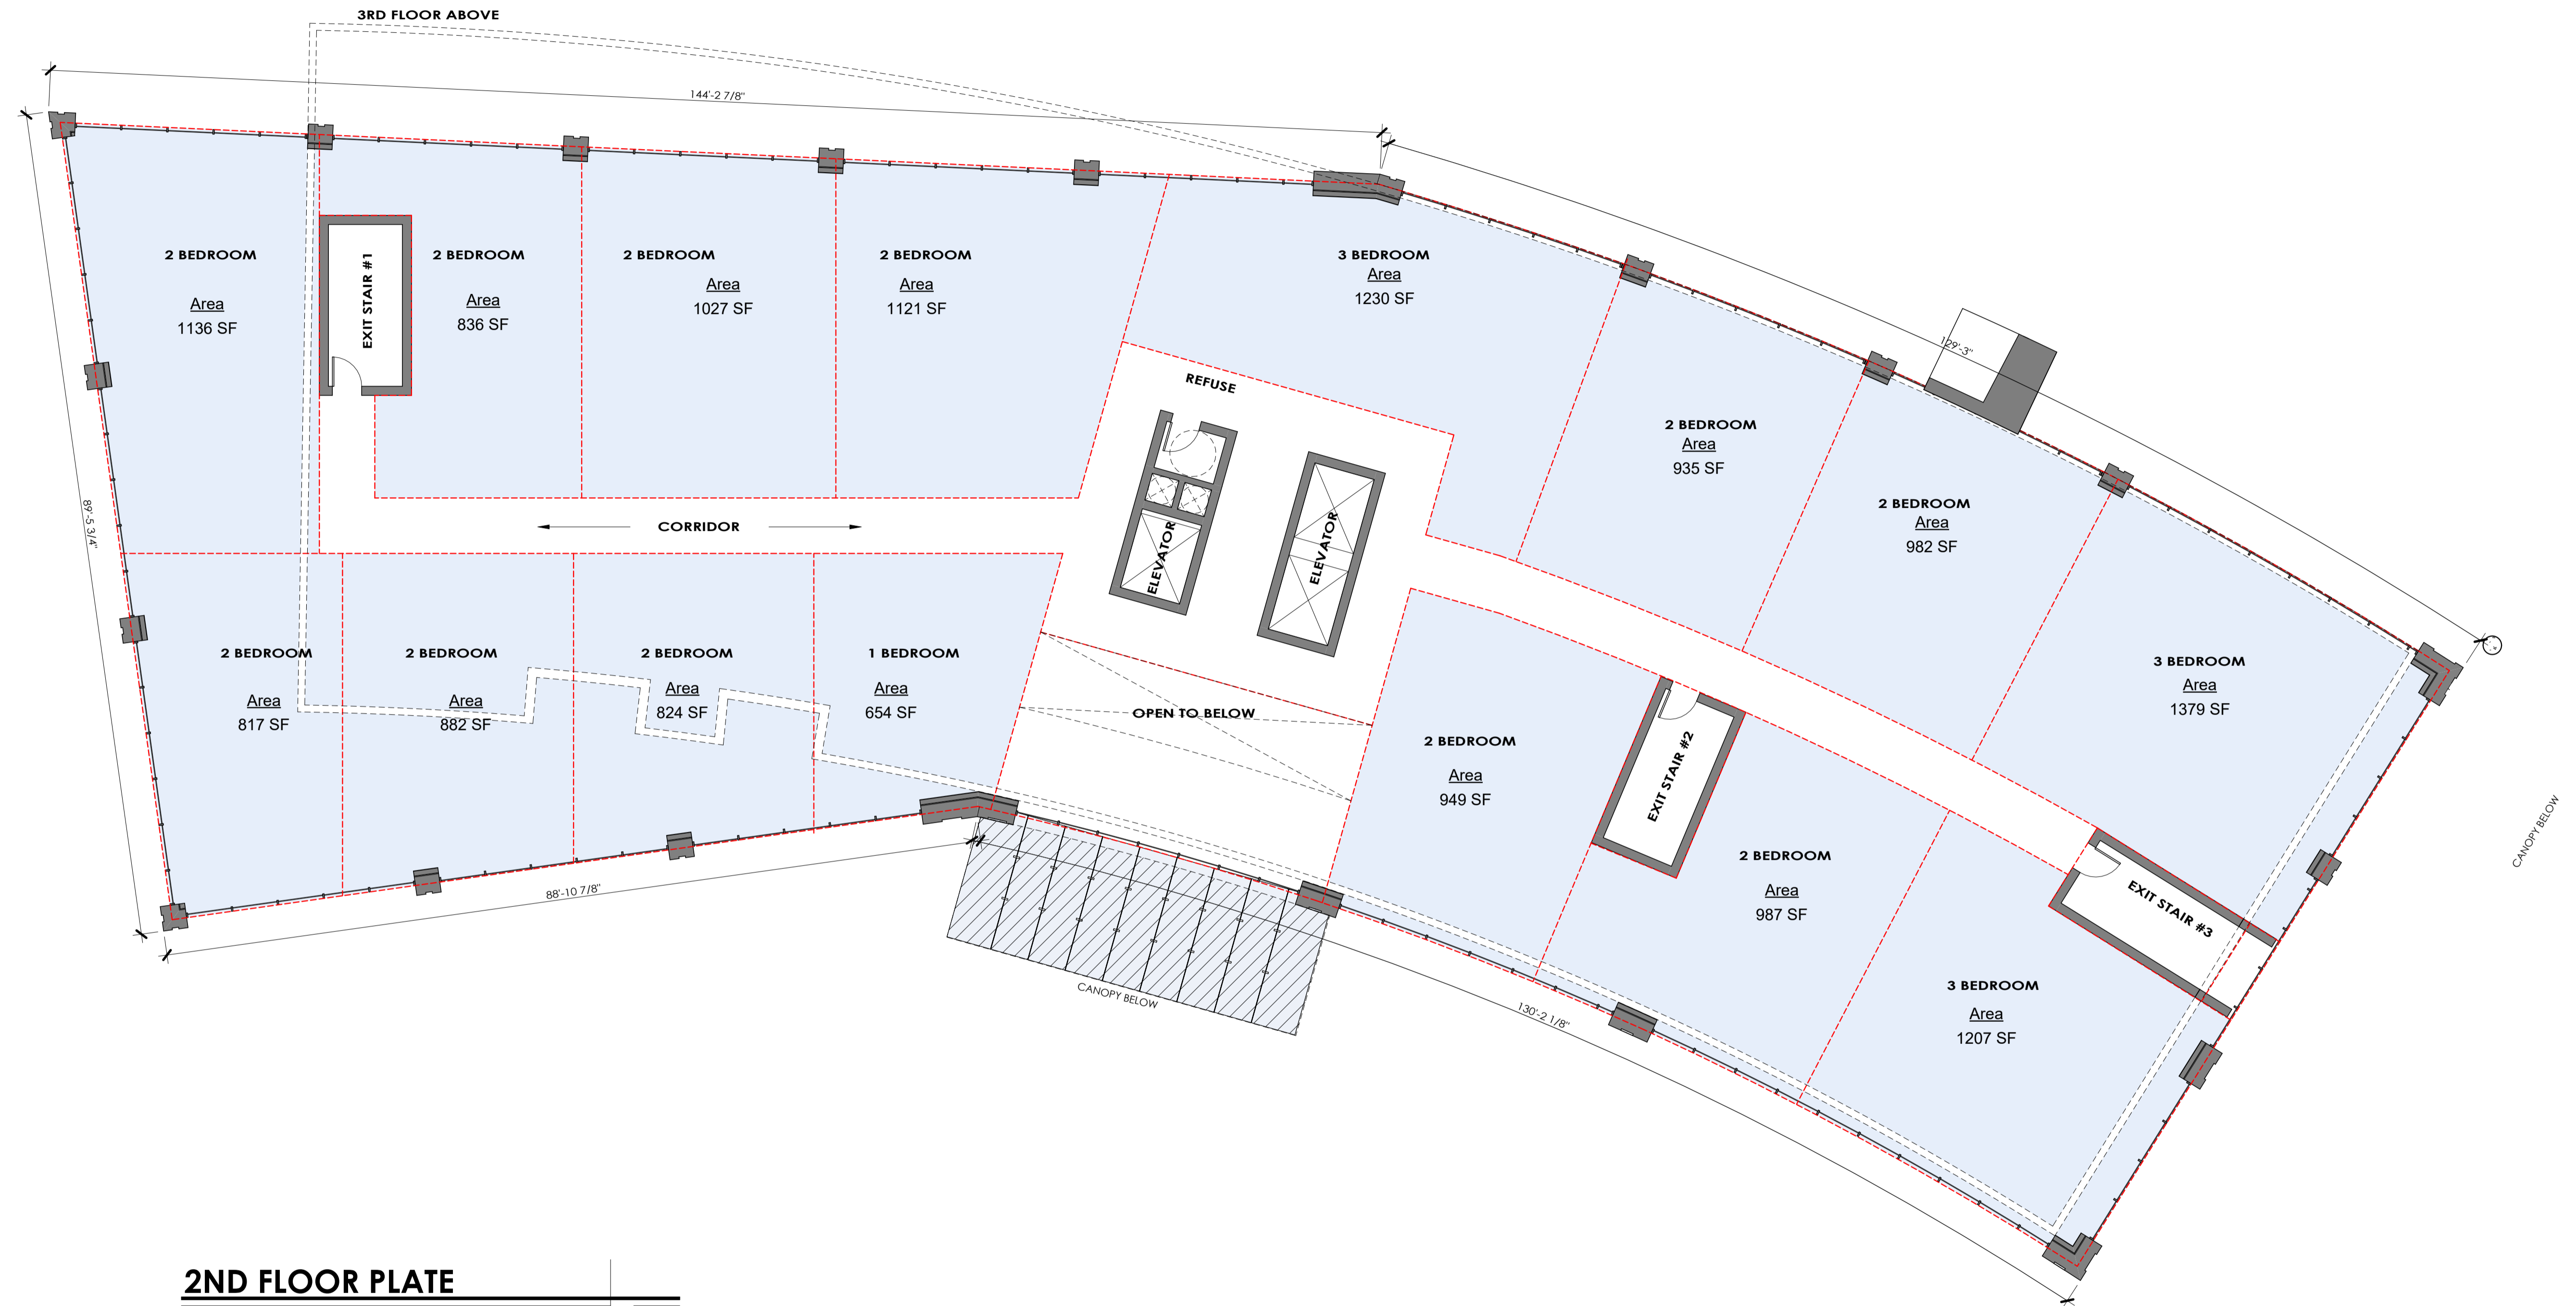 3RD FLOOR ABOVE
144'-2 7/8"
129'-3"
89'-5 3/4"
2 BEDROOM
Area
1136 SF
EXIT STAIR #1
2 BEDROOM
Area
836 SF
2 BEDROOM
Area
1027 SF
2 BEDROOM
Area
1121 SF
3 BEDROOM
Area
1230 SF
2 BEDROOM
Area
935 SF
2 BEDROOM
Area
982 SF
3 BEDROOM
Area
1379 SF
REFUSE
ELEVATOR
ELEVATOR
CORRIDOR
2 BEDROOM
Area
817 SF
2 BEDROOM
Area
882 SF
2 BEDROOM
Area
824 SF
1 BEDROOM
Area
654 SF
OPEN TO BELOW
2 BEDROOM
Area
949 SF
EXIT STAIR #2
2 BEDROOM
Area
987 SF
3 BEDROOM
Area
1207 SF
EXIT STAIR #3
CANOPY BELOW
88'-10 7/8"
CANOPY BELOW
130'-2 1/8"
2ND FLOOR PLATE